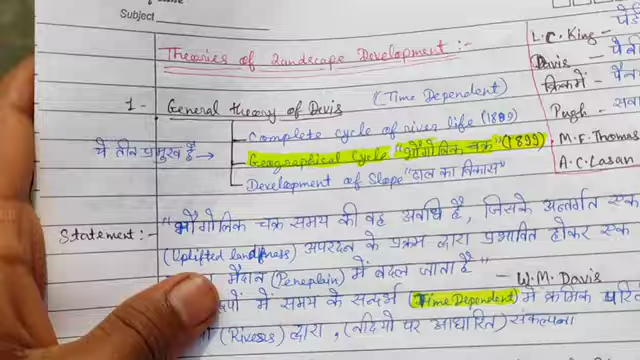 Subject
Theories of Landscape Development :-
L.C. King -
Davis -
Pugh -
M.F. Thomas
A.C. Lasan
1 - General theory of Devis (Time Dependent)
Complete cycle of river life (1889)
ये तीन प्रमुख है → Geographical Cycle "भौगोलिक चक्र" (1899)
Development of Slope "ढाल का विकास"
Statement :- "भौगोलिक चक्र समय की वह अवधि है, जिसके अन्तर्गत एक
(Uplifted landmass) अपरदन के प्रक्रम द्वारा प्रभावित होकर एक
मैदान (Peneplain) में बदल जाता है"
- W.M. Davis
में समय के सन्दर्भ (Time Dependent) में क्रमिक
(Rivers) द्वारा, (नदियों पर आधारित) संकल्पना